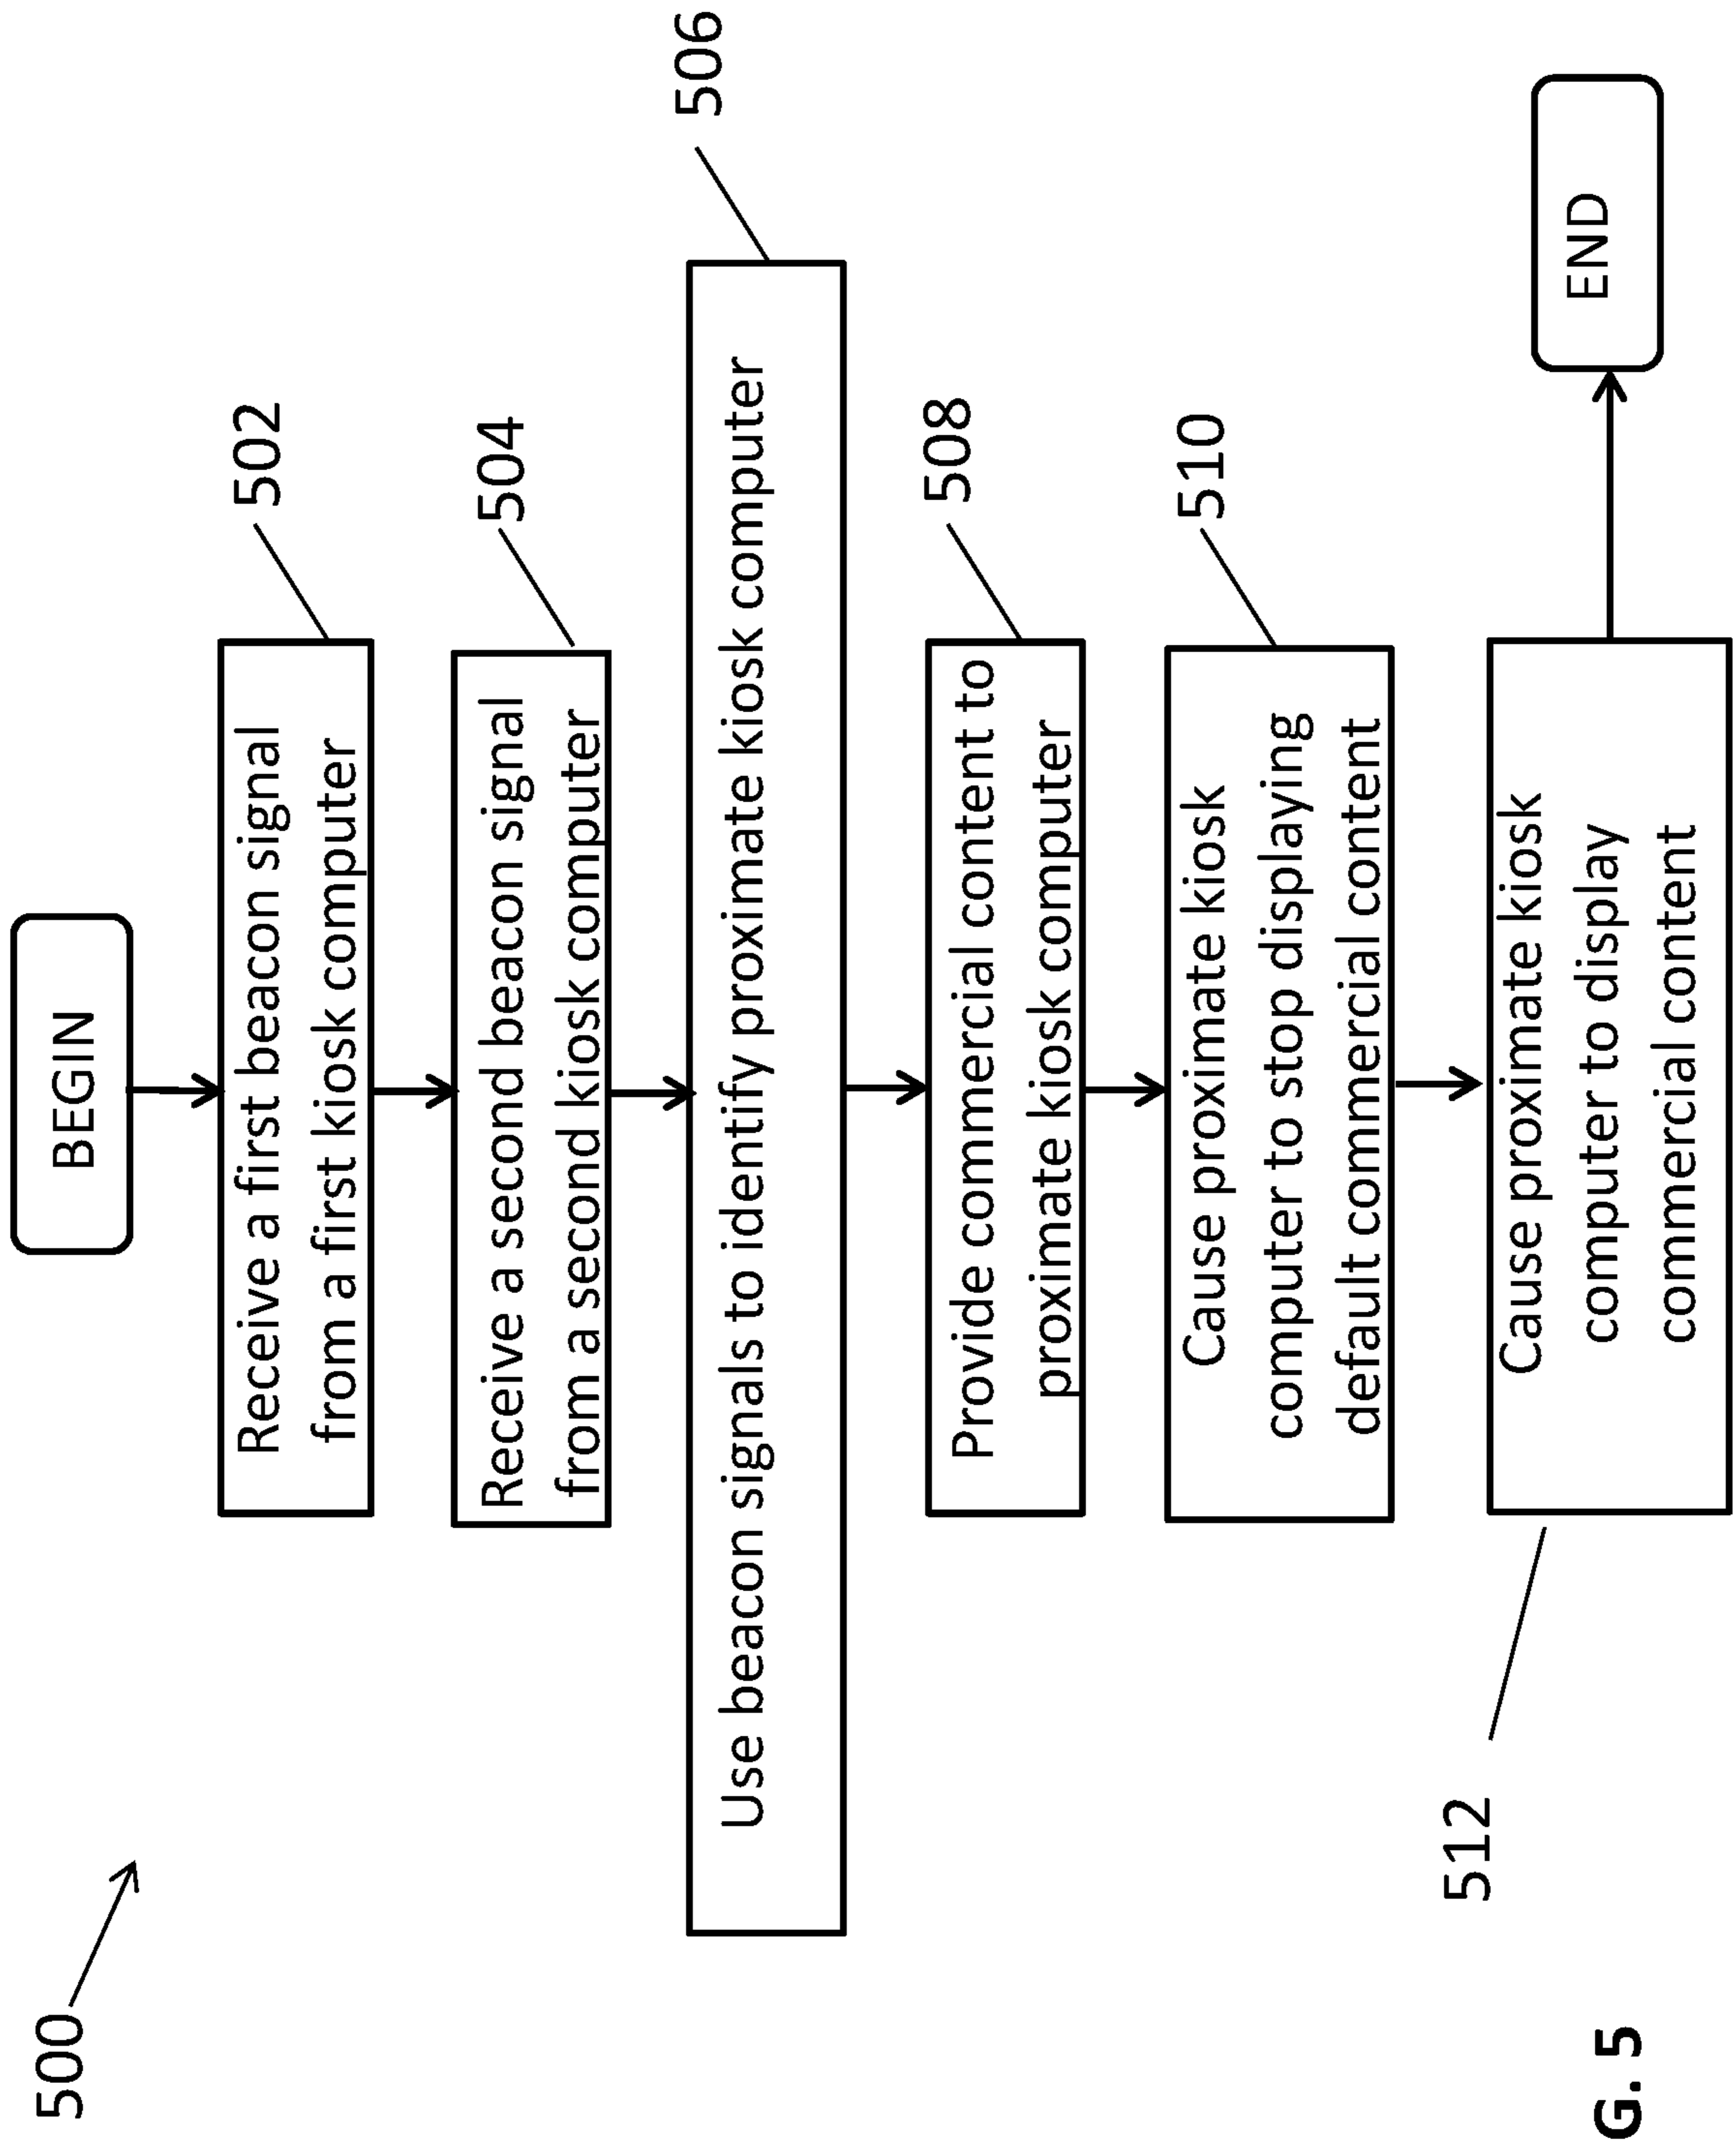 500
BEGIN
Receive a first beacon signal
from a first kiosk computer
502
Receive a second beacon signal
from a second kiosk computer
504
Use beacon signals to identify proximate kiosk computer
506
Provide commercial content to
proximate kiosk computer
508
Cause proximate kiosk
computer to stop displaying
default commercial content
510
Cause proximate kiosk
computer to display
commercial content
512
END
G. 5